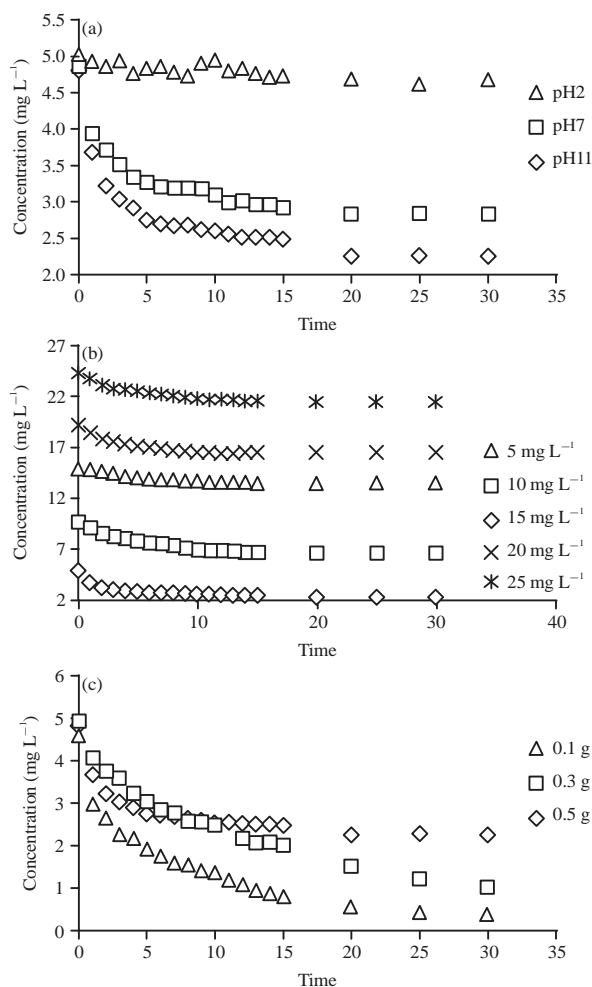 (a)
5.5
5.0
4.5
4.0
3.5
3.0
2.5
2.0
Concentration (mg L⁻¹)
0 5 10 15 20 25 30 35
Time
pH2
pH7
pH11
(b)
27
22
17
12
7
2
Concentration (mg L⁻¹)
0 10 20 30 40
Time
5 mg L⁻¹
10 mg L⁻¹
15 mg L⁻¹
20 mg L⁻¹
25 mg L⁻¹
(c)
6
5
4
3
2
1
0
Concentration (mg L⁻¹)
0 5 10 15 20 25 30 35
Time
0.1 g
0.3 g
0.5 g